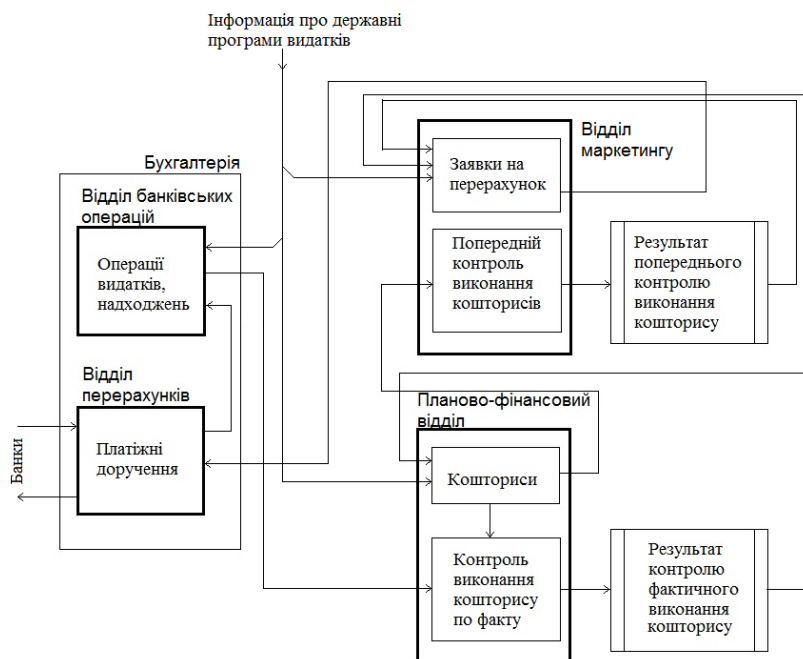 Інформація про державні
програми видатків
Відділ
маркетингу
Заявки на
перерахунок
Бухгалтерія
Відділ банківських
операцій
Операції
видатків,
надходжень
Попередній
контроль
виконання
кошторисів
Результат
попереднього
контролю
виконання
кошторису
Відділ
перерахунків
Платіжні
доручення
Банки
Планово-фінансовий
відділ
Кошториси
Контроль
виконання
кошторису
по факту
Результат
контролю
фактичного
виконання
кошторису